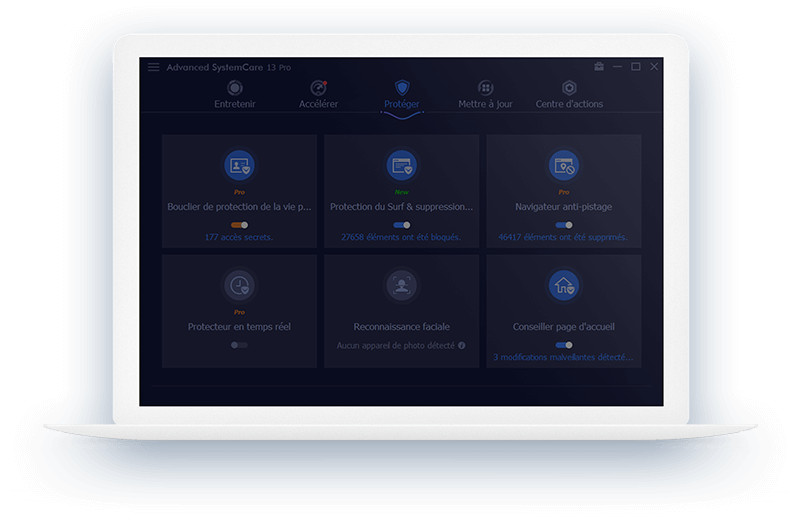 Advanced SystemCare 13 Pro
Entretenir
Accélérer
Protéger
Mettre à jour
Centre d'actions
Pro
New
Pro
Bouclier de protection de la vie p...
Protection du Surf & suppression...
Navigateur anti-pistage
177 accès secrets.
27658 éléments ont été bloqués.
46417 éléments ont été supprimés.
Pro
Protecteur en temps réel
Reconnaissance faciale
Conseiller page d'accueil
Aucun appareil de photo détecté
3 modifications malveillantes détecté....